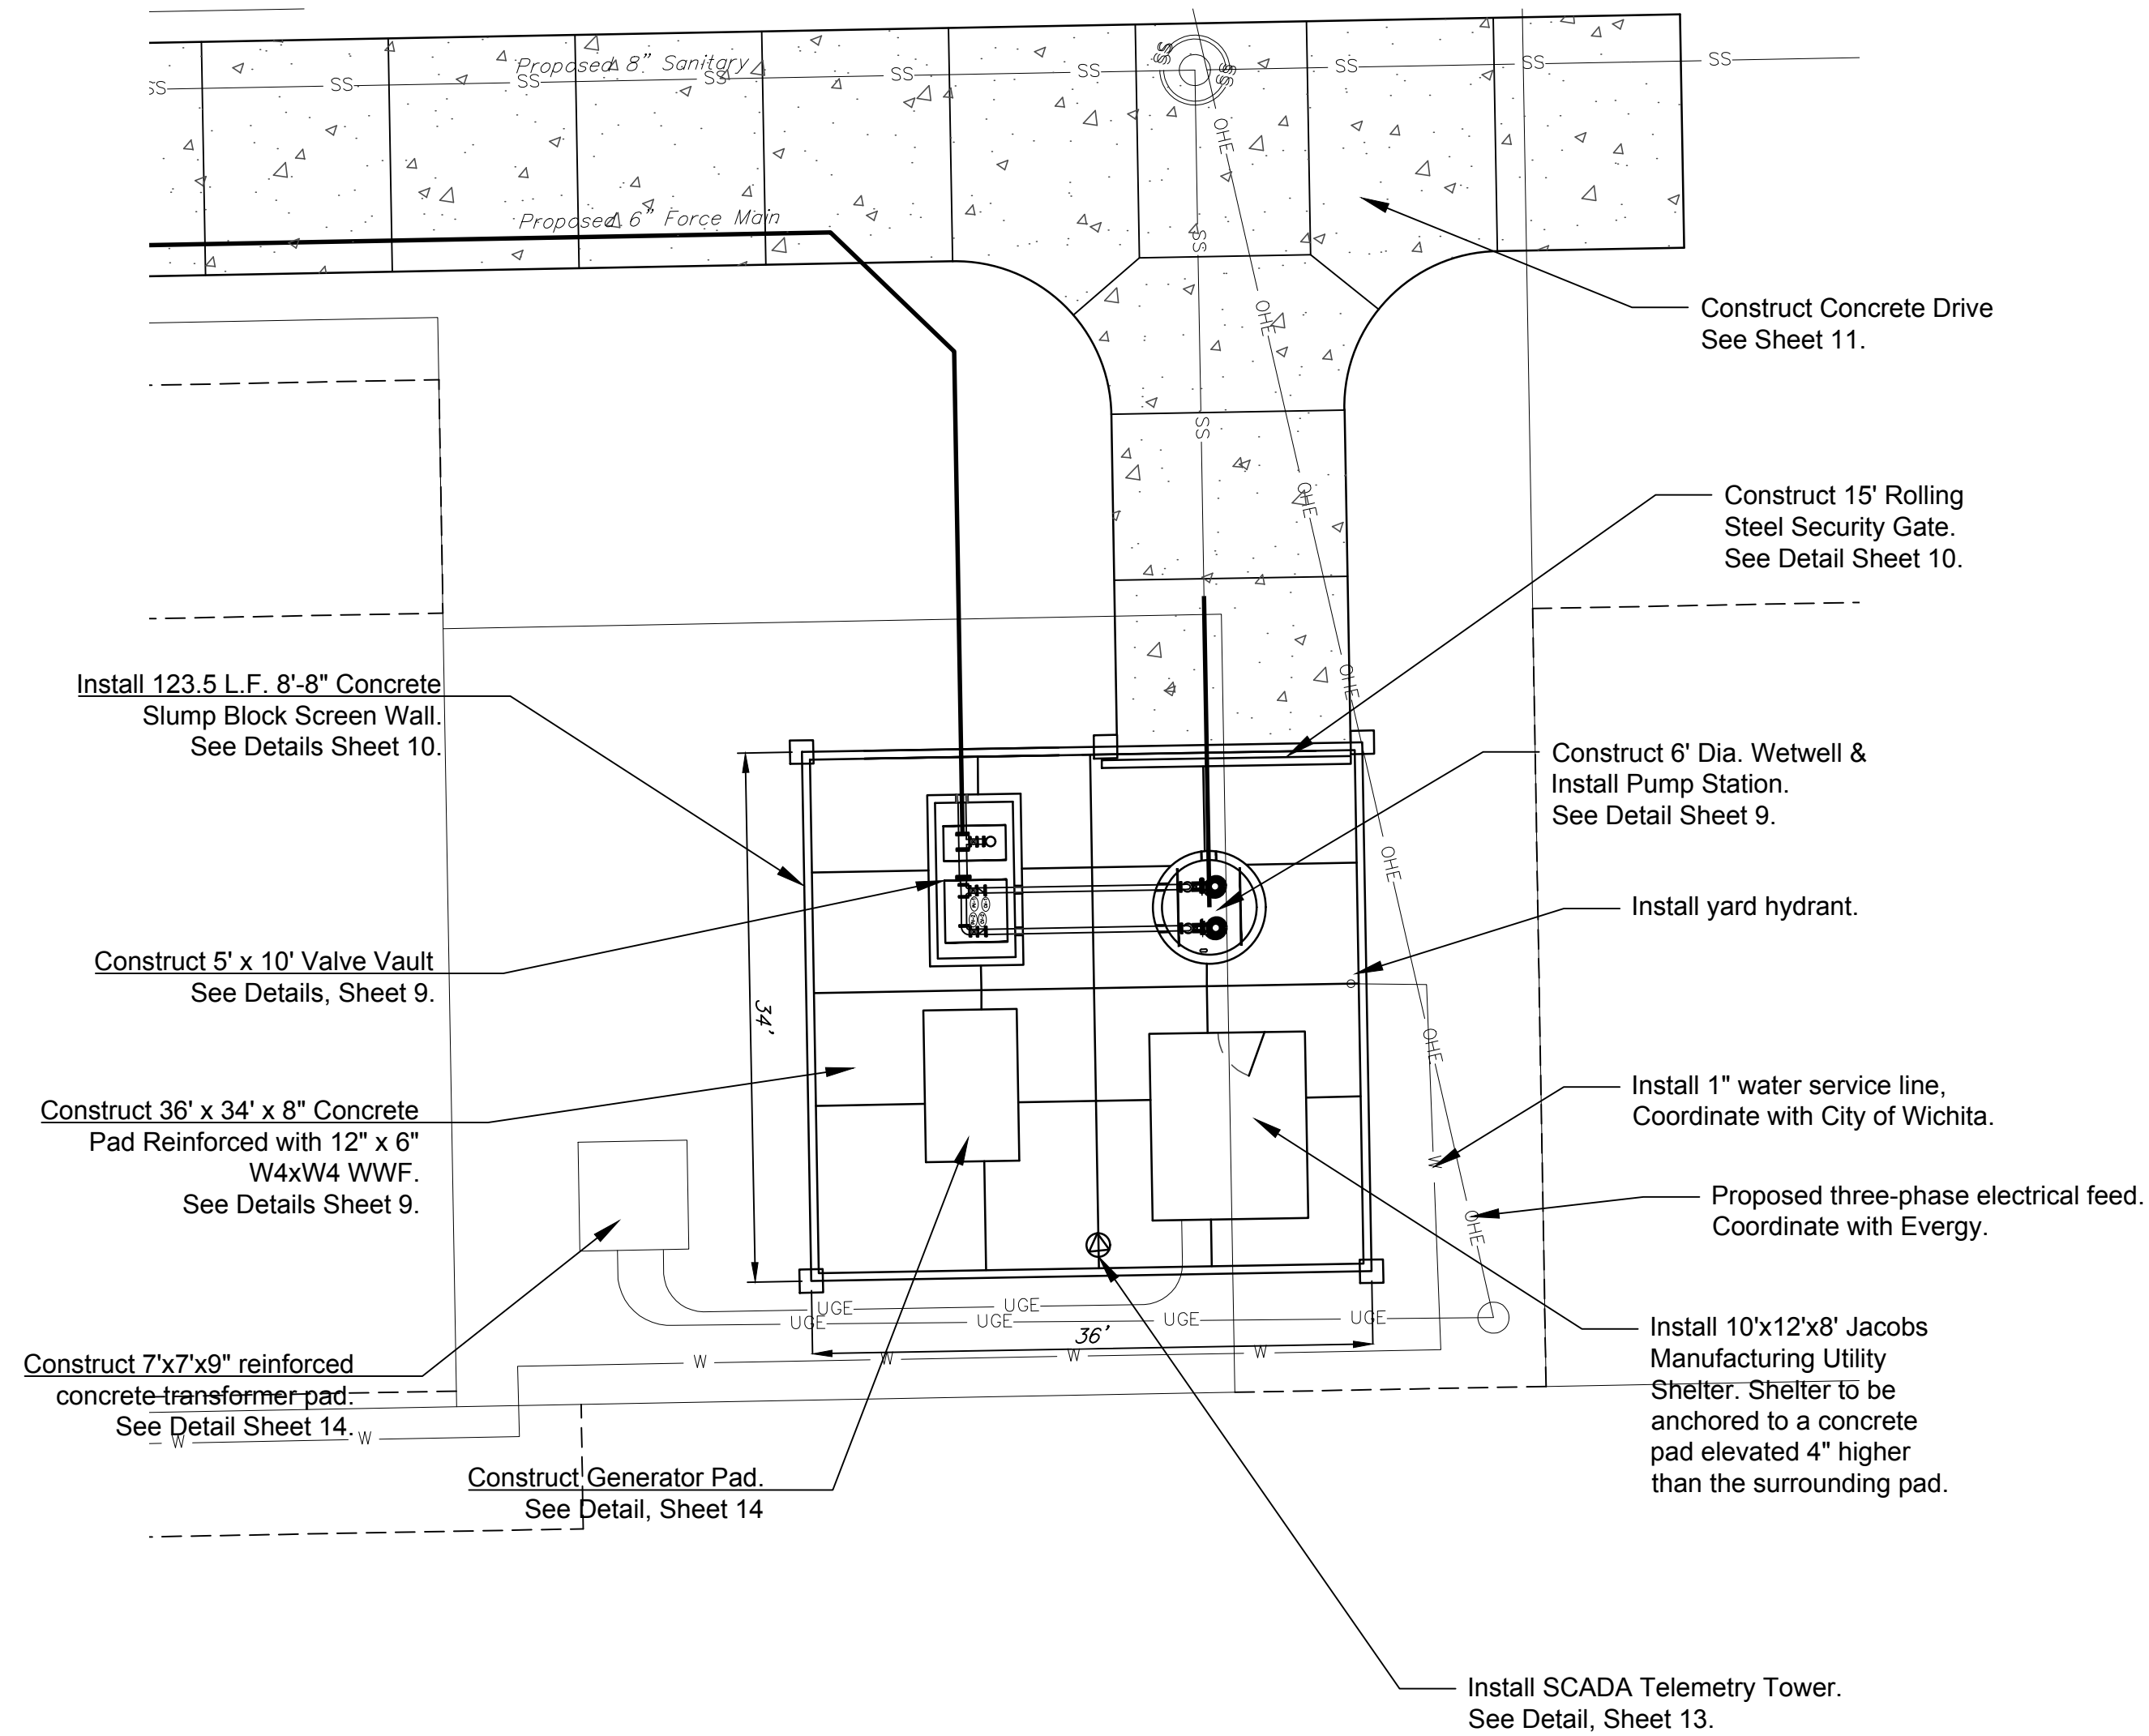 Proposed 8" Sanitary
SS SS SS SS SS SS SS SS
SS SS
OHE
Proposed 6" Force Main
SS
OHE
Construct Concrete Drive
See Sheet 11.
SS
OHE
Construct 15' Rolling
Steel Security Gate.
See Detail Sheet 10.
OHE
Install 123.5 L.F. 8'-8" Concrete
Slump Block Screen Wall.
See Details Sheet 10.
Construct 6' Dia. Wetwell &
Install Pump Station.
See Detail Sheet 9.
OHE
Install yard hydrant.
Construct 5' x 10' Valve Vault
See Details, Sheet 9.
34'
OHE
Install 1" water service line,
Coordinate with City of Wichita.
Construct 36' x 34' x 8" Concrete
Pad Reinforced with 12" x 6"
W4xW4 WWF.
See Details Sheet 9.
W
OHE
Proposed three-phase electrical feed.
Coordinate with Evergy.
UGE UGE
UGE UGE UGE UGE
36'
W W W W
Install 10'x12'x8' Jacobs
Manufacturing Utility
Shelter. Shelter to be
anchored to a concrete
pad elevated 4" higher
than the surrounding pad.
Construct 7'x7'x9" reinforced
concrete transformer pad.
See Detail Sheet 14.
W W
Construct Generator Pad.
See Detail, Sheet 14
Install SCADA Telemetry Tower.
See Detail, Sheet 13.